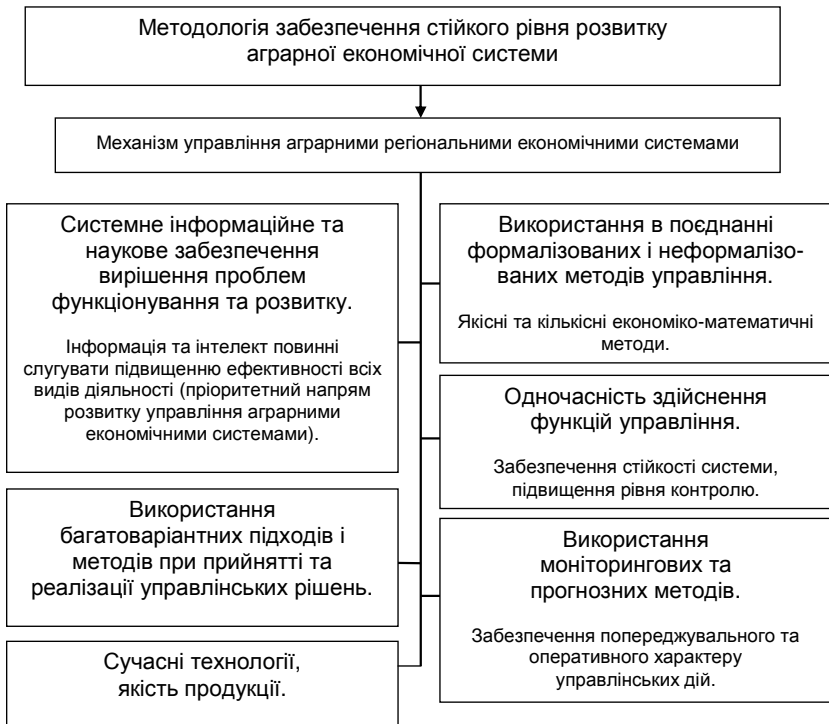 Методологія забезпечення стійкого рівня розвитку
аграрної економічної системи
Механізм управління аграрними регіональними економічними системами
Системне інформаційне та
наукове забезпечення
вирішення проблем
функціонування та розвитку.
Інформація та інтелект повинні
слугувати підвищенню ефективності всіх
видів діяльності (пріоритетний напрям
розвитку управління аграрними
економічними системами).
Використання
багатоваріантних підходів і
методів при прийнятті та
реалізації управлінських рішень.
Сучасні технології,
якість продукції.
Використання в поєднанні
формалізованих і неформалізо-
ованих методів управління.
Якісні та кількісні економіко-математичні
методи.
Одночасність здійснення
функцій управління.
Забезпечення стійкості системи,
підвищення рівня контролю.
Використання
моніторингових та
прогнозних методів.
Забезпечення попереджувального та
оперативного характеру
управлінських дій.